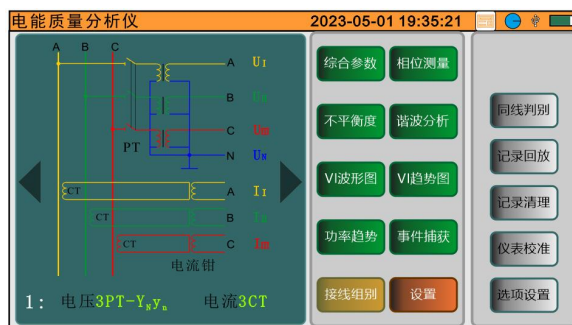 电能质量分析仪 2023-05-01 19:35:21
A B C
A UI
B UⅡ
C UⅢ
PT
N UN
CT A II
CT B IⅡ
CT C IⅢ
电流钳
1: 电压3PT-YNyn 电流3CT
综合参数 相位测量
不平衡度 谐波分析
VI波形图 VI趋势图
功率趋势 事件捕获
接线组别 设置
同线判别
记录回放
记录清理
仪表校准
选项设置